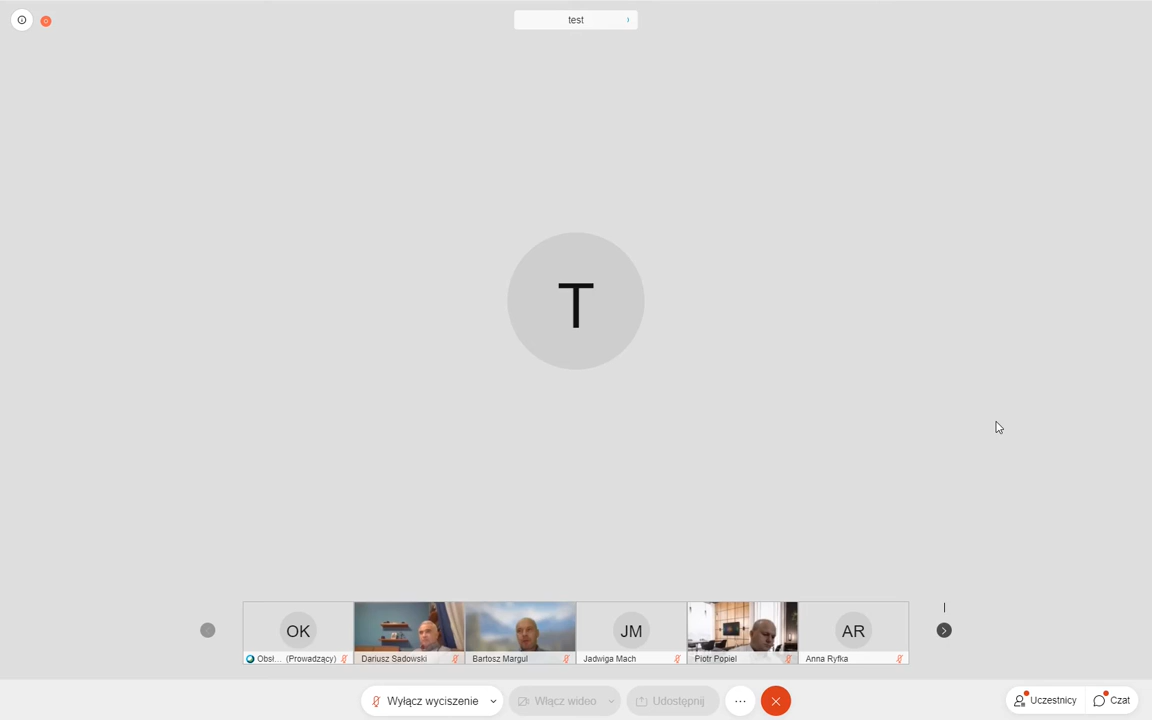 test
T
OK
JM
AR
Obsł... (Prowadzący)
Dariusz Sadowski
Bartosz Margul
Jadwiga Mach
Piotr Popiel
Anna Ryfka
Wyłącz wyciszenie
Włącz wideo
Udostępnij
Uczestnicy
Czat